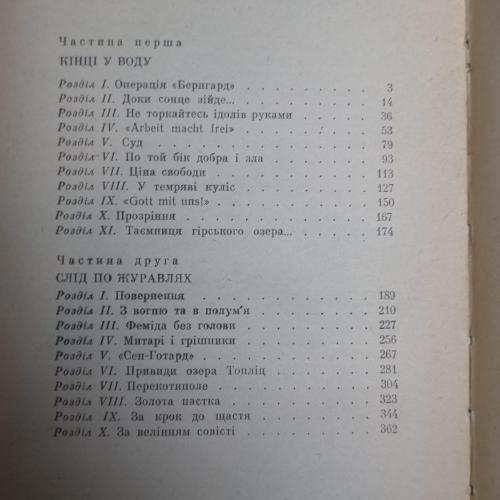 Частина перша
КІНЦІ У ВОДУ
Розділ I. Операція «Бернгард» . . . . . . . . . 3
Розділ II. Доки сонце зійде... . . . . . . . . . 14
Розділ III. Не торкайтесь ідолів руками . . . . . 36
Розділ IV. «Arbeit macht frei» . . . . . . . . . 53
Розділ V. Суд . . . . . . . . . . . . . 79
Розділ VI. По той бік добра і зла . . . . . . . 93
Розділ VII. Ціна свободи . . . . . . . . . . 113
Розділ VIII. У темряві куліс . . . . . . . . . 127
Розділ IX. «Gott mit uns!» . . . . . . . . . . 150
Розділ X. Прозріння . . . . . . . . . . . 167
Розділ XI. Таємниця гірського озера... . . . . . . 174
Частина друга
СЛІД ПО ЖУРАВЛЯХ
Розділ I. Повернення . . . . . . . . . . . 189
Розділ II. З вогню та в полум'я . . . . . . . . 210
Розділ III. Феміда без голови . . . . . . . . 227
Розділ IV. Митарі і грішники . . . . . . . . . 256
Розділ V. «Сен-Готард» . . . . . . . . . . 267
Розділ VI. Привиди озера Топліц . . . . . . . 281
Розділ VII. Перекотиполе . . . . . . . . . . 304
Розділ VIII. Золота пастка . . . . . . . . . 323
Розділ IX. За крок до щастя . . . . . . . . 344
Розділ X. За велінням совісті . . . . . . . . 362